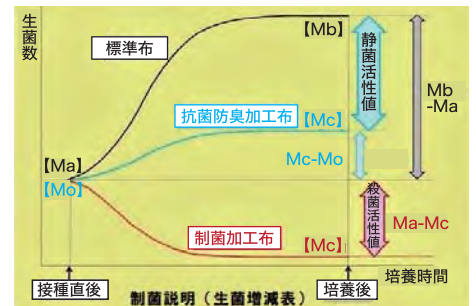 生菌数
標準布
【Mb】
静菌活性値
Mb
-Ma
抗菌防臭加工布
【Mc】
Mc-Mo
【Ma】
【Mo】
殺菌活性値
Ma-Mc
制菌加工布
【Mc】
培養時間
接種直後
培養後
制菌説明（生菌増減表）